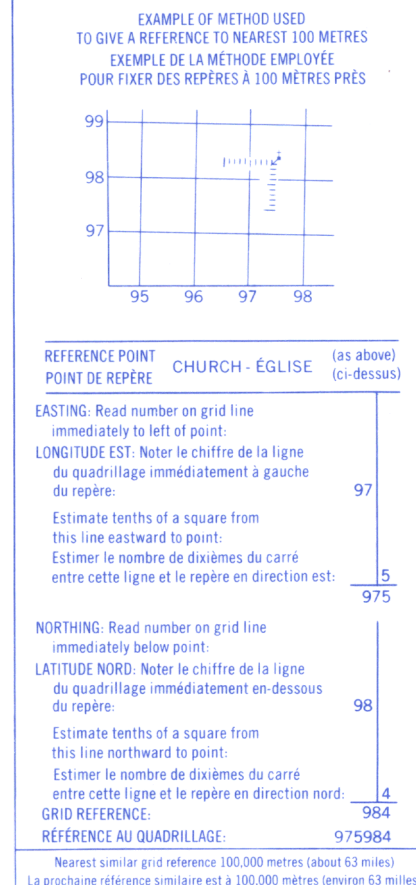 EXAMPLE OF METHOD USED
TO GIVE A REFERENCE TO NEAREST 100 METRES
EXEMPLE DE LA MÉTHODE EMPLOYÉE
POUR FIXER DES REPÈRES À 100 MÈTRES PRÈS
99
98
97
95 96 97 98
REFERENCE POINT
POINT DE REPÈRE
CHURCH - ÉGLISE
(as above)
(ci-dessus)
EASTING: Read number on grid line
immediately to left of point:
LONGITUDE EST: Noter le chiffre de la ligne
du quadrillage immédiatement à gauche
du repère: 97
Estimate tenths of a square from
this line eastward to point:
Estimer le nombre de dixièmes du carré
entre cette ligne et le repère en direction est: 5
975
NORTHING: Read number on grid line
immediately below point:
LATITUDE NORD: Noter le chiffre de la ligne
du quadrillage immédiatement en-dessous
du repère: 98
Estimate tenths of a square from
this line northward to point:
Estimer le nombre de dixièmes du carré
entre cette ligne et le repère en direction nord: 4
GRID REFERENCE: 984
RÉFÉRENCE AU QUADRILLAGE: 975984
Nearest similar grid reference 100,000 metres (about 63 miles)
La prochaine référence similaire est à 100,000 mètres (environ 63 milles